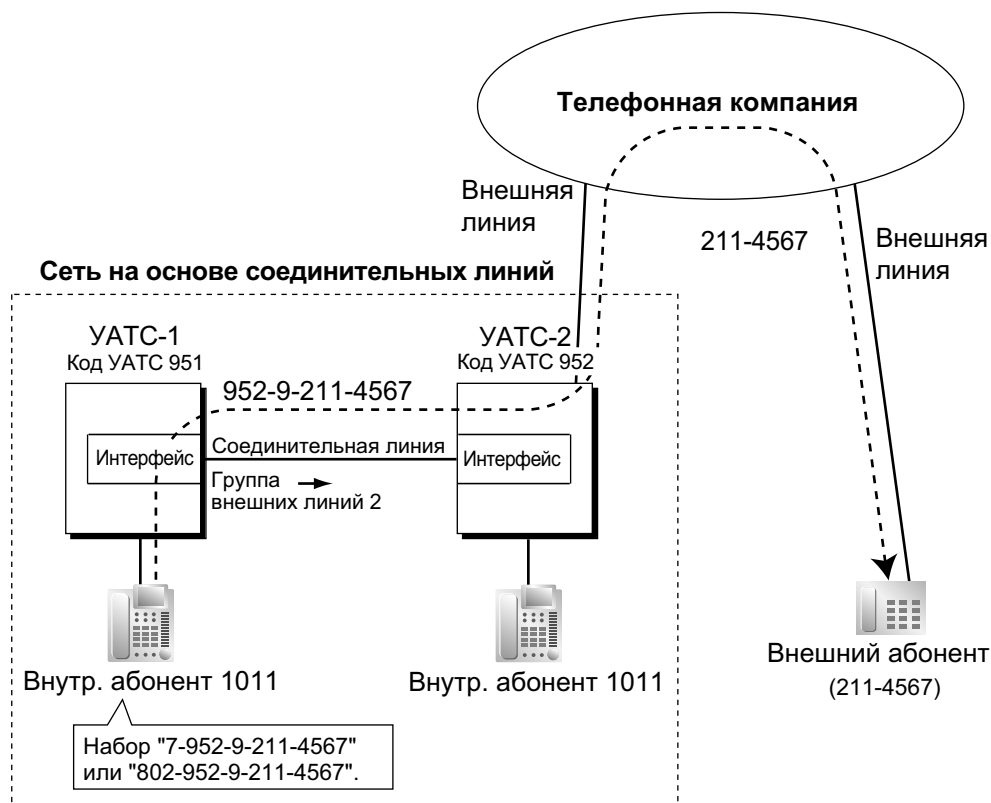 Телефонная компания
Внешняя
линия
211-4567
Внешняя
линия
Сеть на основе соединительных линий
УАТС-1
Код УАТС 951
УАТС-2
Код УАТС 952
952-9-211-4567
Интерфейс
Соединительная линия
Интерфейс
Группа
внешних линий 2
Внутр. абонент 1011
Внутр. абонент 1011
Внешний абонент
(211-4567)
Набор "7-952-9-211-4567"
или "802-952-9-211-4567".